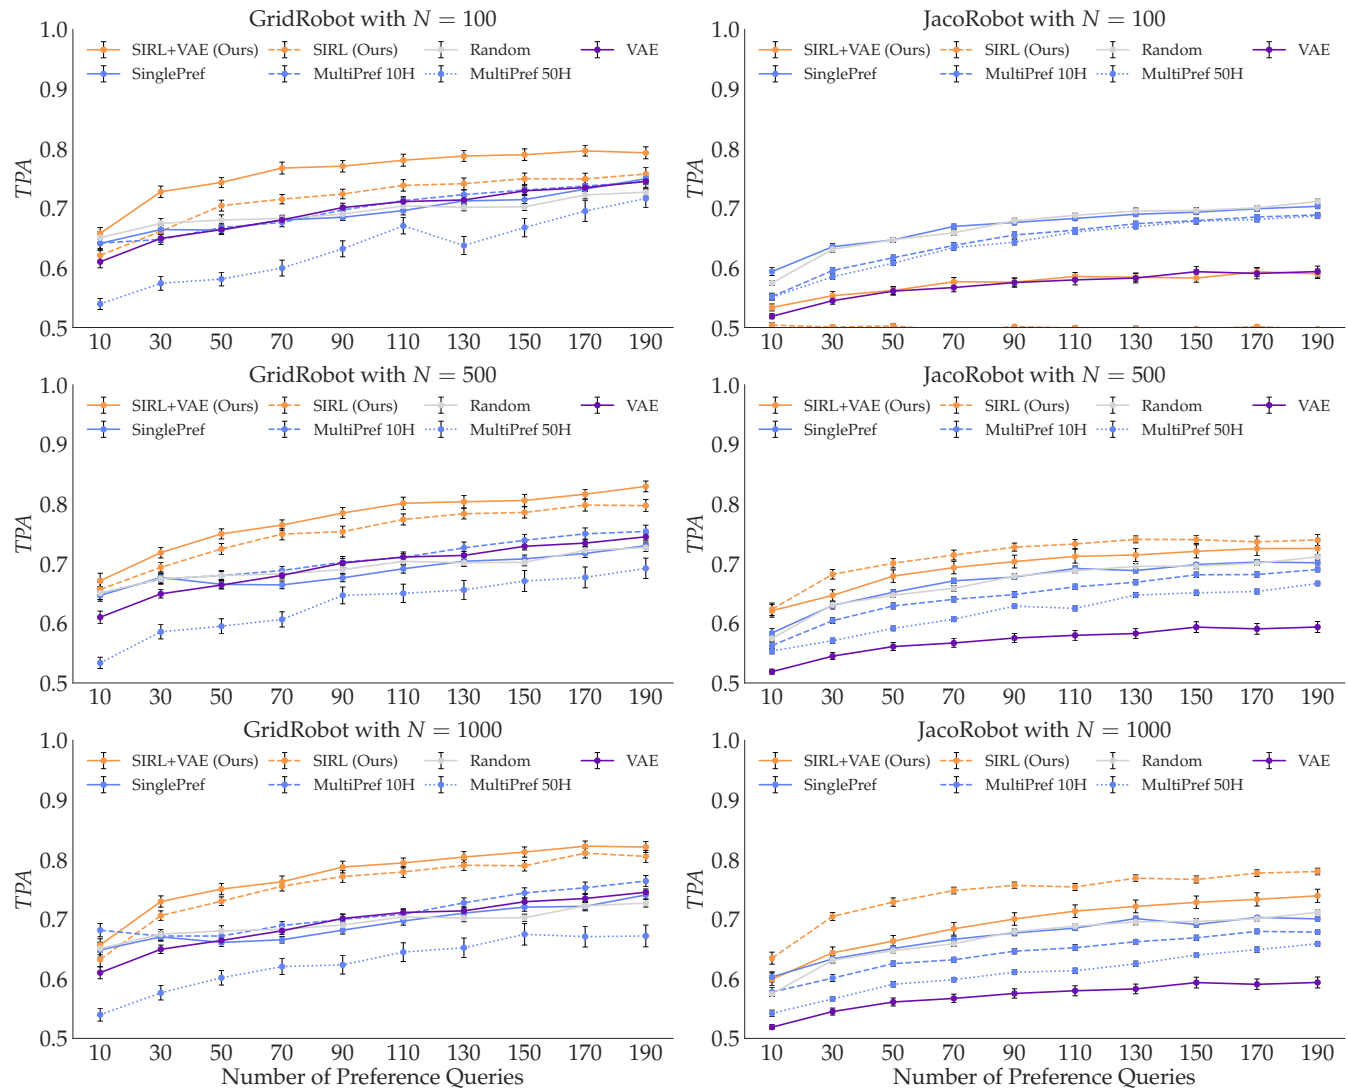 GridRobot with N = 100
SIRL+VAE (Ours) SIRL (Ours) Random VAE
SinglePref MultiPref 10H MultiPref 50H
1.0
0.9
0.8
0.7
0.6
0.5
TPA
10 30 50 70 90 110 130 150 170 190
JacoRobot with N = 100
SIRL+VAE (Ours) SIRL (Ours) Random VAE
SinglePref MultiPref 10H MultiPref 50H
1.0
0.9
0.8
0.7
0.6
0.5
TPA
10 30 50 70 90 110 130 150 170 190
GridRobot with N = 500
SIRL+VAE (Ours) SIRL (Ours) Random VAE
SinglePref MultiPref 10H MultiPref 50H
1.0
0.9
0.8
0.7
0.6
0.5
TPA
10 30 50 70 90 110 130 150 170 190
JacoRobot with N = 500
SIRL+VAE (Ours) SIRL (Ours) Random VAE
SinglePref MultiPref 10H MultiPref 50H
1.0
0.9
0.8
0.7
0.6
0.5
TPA
10 30 50 70 90 110 130 150 170 190
GridRobot with N = 1000
SIRL+VAE (Ours) SIRL (Ours) Random VAE
SinglePref MultiPref 10H MultiPref 50H
1.0
0.9
0.8
0.7
0.6
0.5
TPA
10 30 50 70 90 110 130 150 170 190
Number of Preference Queries
JacoRobot with N = 1000
SIRL+VAE (Ours) SIRL (Ours) Random VAE
SinglePref MultiPref 10H MultiPref 50H
1.0
0.9
0.8
0.7
0.6
0.5
TPA
10 30 50 70 90 110 130 150 170 190
Number of Preference Queries